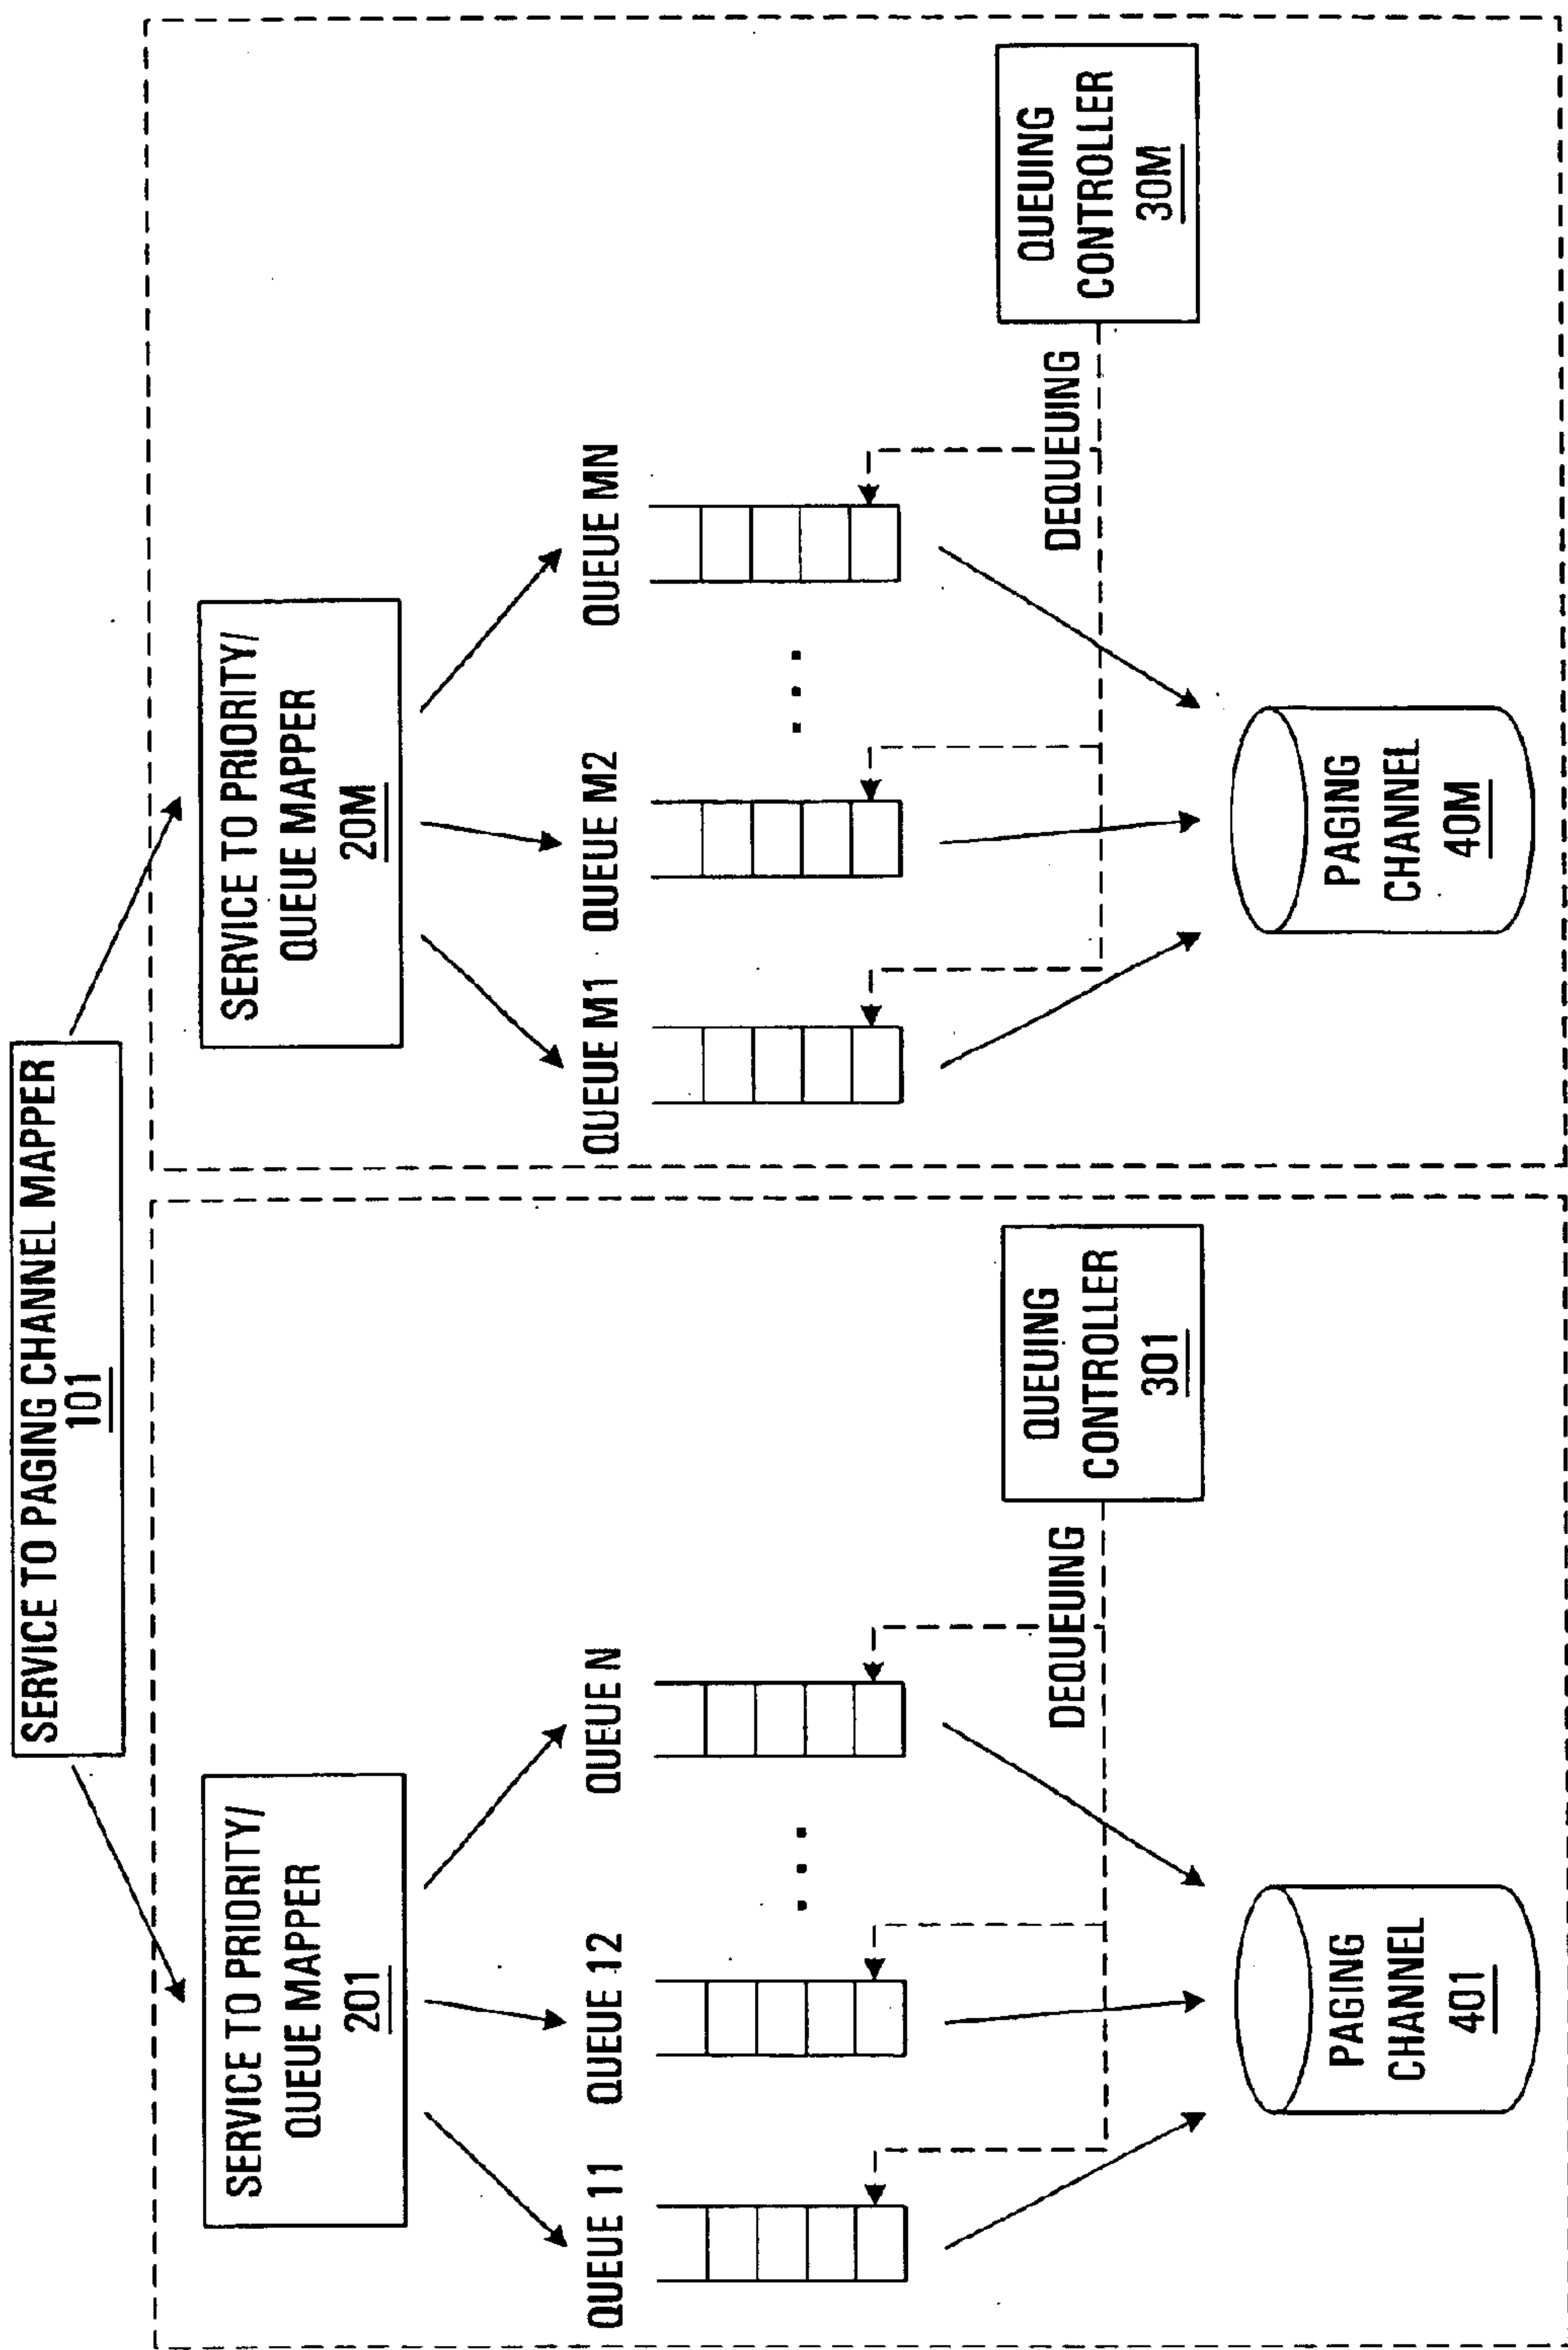 SERVICE TO PAGING CHANNEL MAPPER
101
SERVICE TO PRIORITY/
QUEUE MAPPER
201
QUEUE 11
QUEUE 12
QUEUE N
DEQUEUING
QUEUING
CONTROLLER
301
PAGING
CHANNEL
401
SERVICE TO PRIORITY/
QUEUE MAPPER
20M
QUEUE M1
QUEUE M2
QUEUE MN
DEQUEUING
QUEUING
CONTROLLER
30M
PAGING
CHANNEL
40M